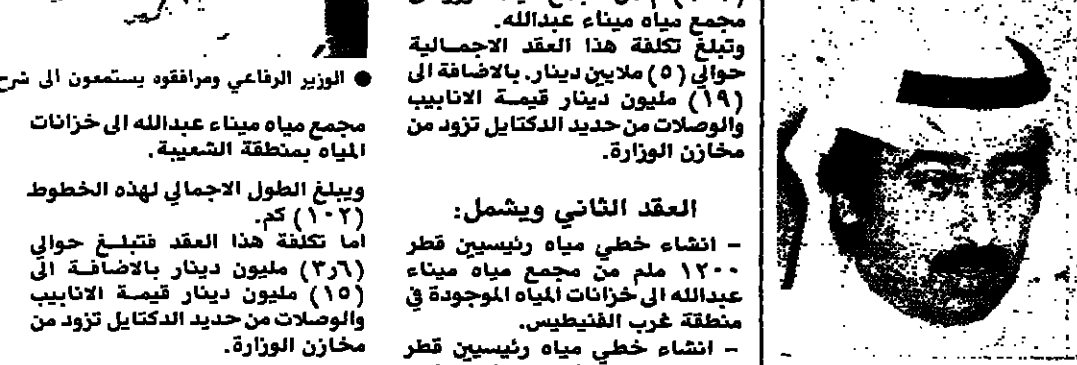 مجمع مياه ميناء عبدالله.
وتبلغ تكلفة هذا العقد الاجمالية
حوالي (٥) ملايين دينار. بالاضافة الى
(١٩) مليون دينار قيمة الانابيب
والوصلات من حديد الدكتايل تزود من
مخازن الوزارة.
العقد الثاني ويشمل:
- انشاء خطي مياه رئيسيين قطر
١٢٠٠ ملم من مجمع مياه ميناء
عبدالله الى خزانات المياه الموجودة في
منطقة غرب الفنيطيس.
- انشاء خطي مياه رئيسيين قطر
● الوزير الرفاعي ومرافقوه يستمعون الى شرح
مجمع مياه ميناء عبدالله الى خزانات
المياه بمنطقة الشعيبة.
ويبلغ الطول الاجمالي لهذه الخطوط
(١٠٢) كم.
اما تكلفة هذا العقد فتبلغ حوالي
(٣ر٦) مليون دينار بالاضافة الى
(١٥) مليون دينار قيمة الانابيب
والوصلات من حديد الدكتايل تزود من
مخازن الوزارة.